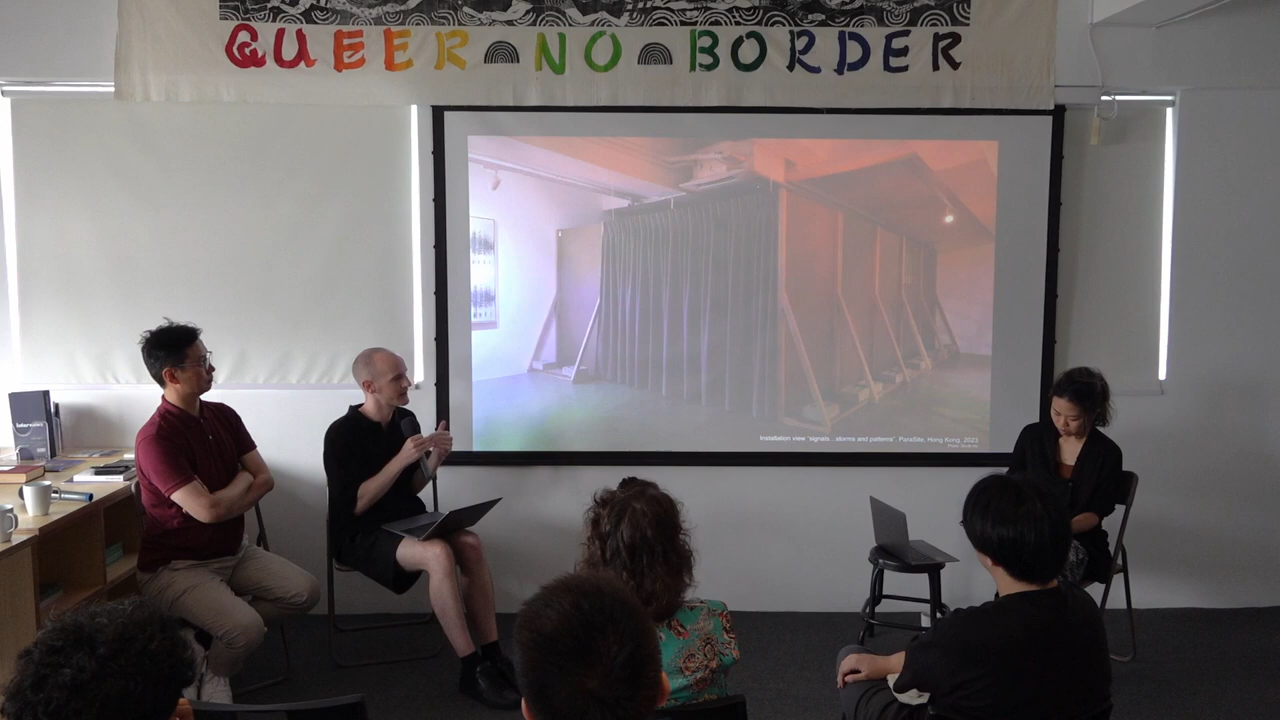 QUEER NO BORDER
Installation view "signals...storms and patterns", ParaSite, Hong Kong, 2023